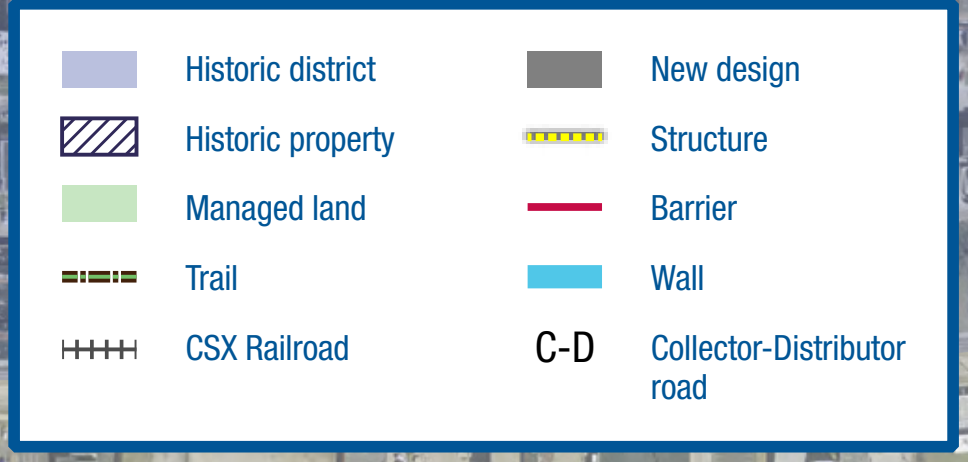 Historic district
Historic property
Managed land
Trail
CSX Railroad
New design
Structure
Barrier
Wall
C-D Collector-Distributor
road